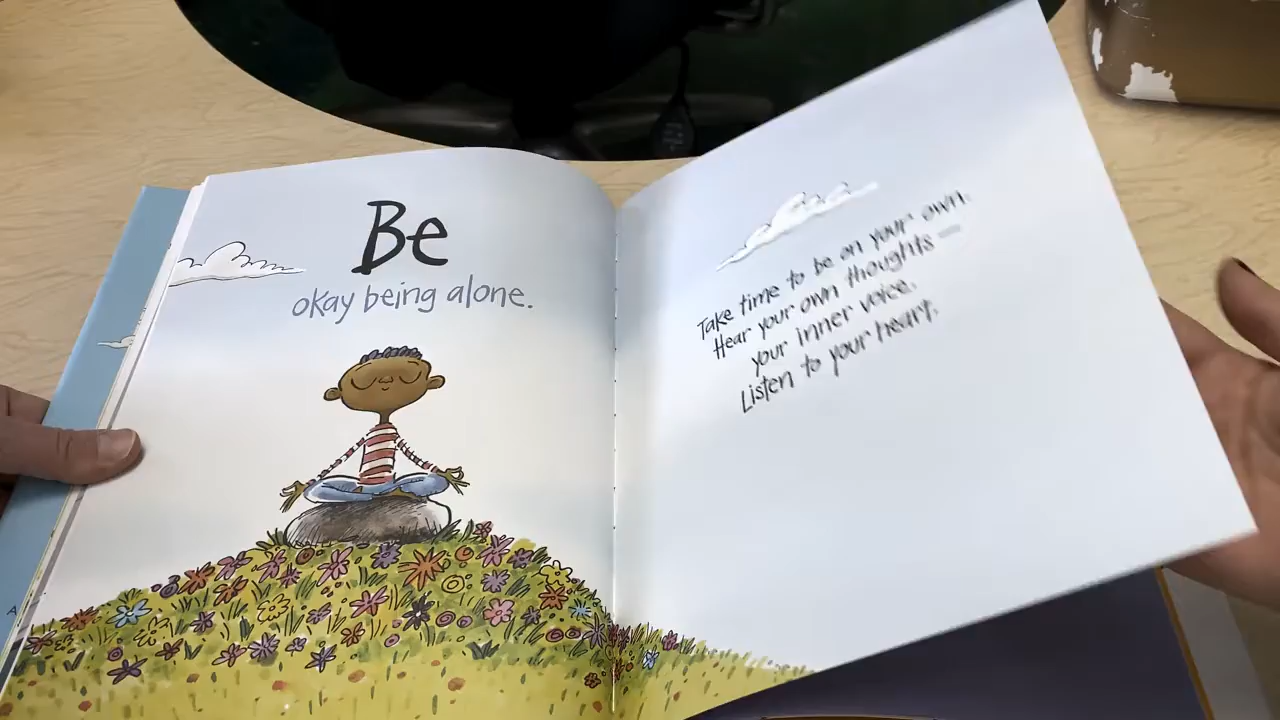 Be
okay being alone.
Take time to be on your own.
Hear your own thoughts —
your inner voice.
Listen to your heart.
A